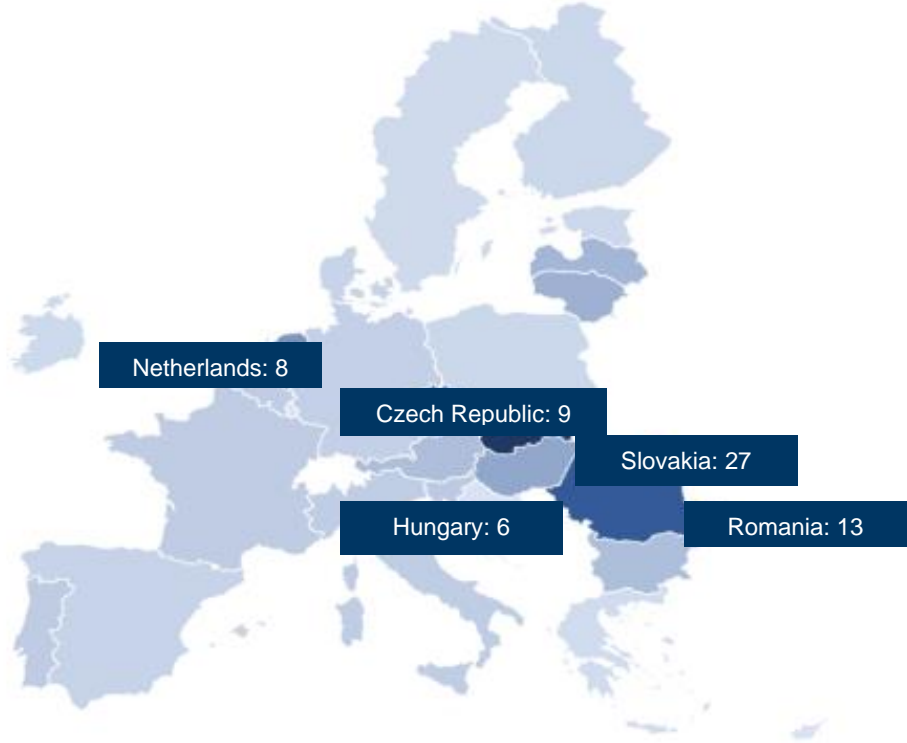 Netherlands: 8
Czech Republic: 9
Slovakia: 27
Hungary: 6
Romania: 13